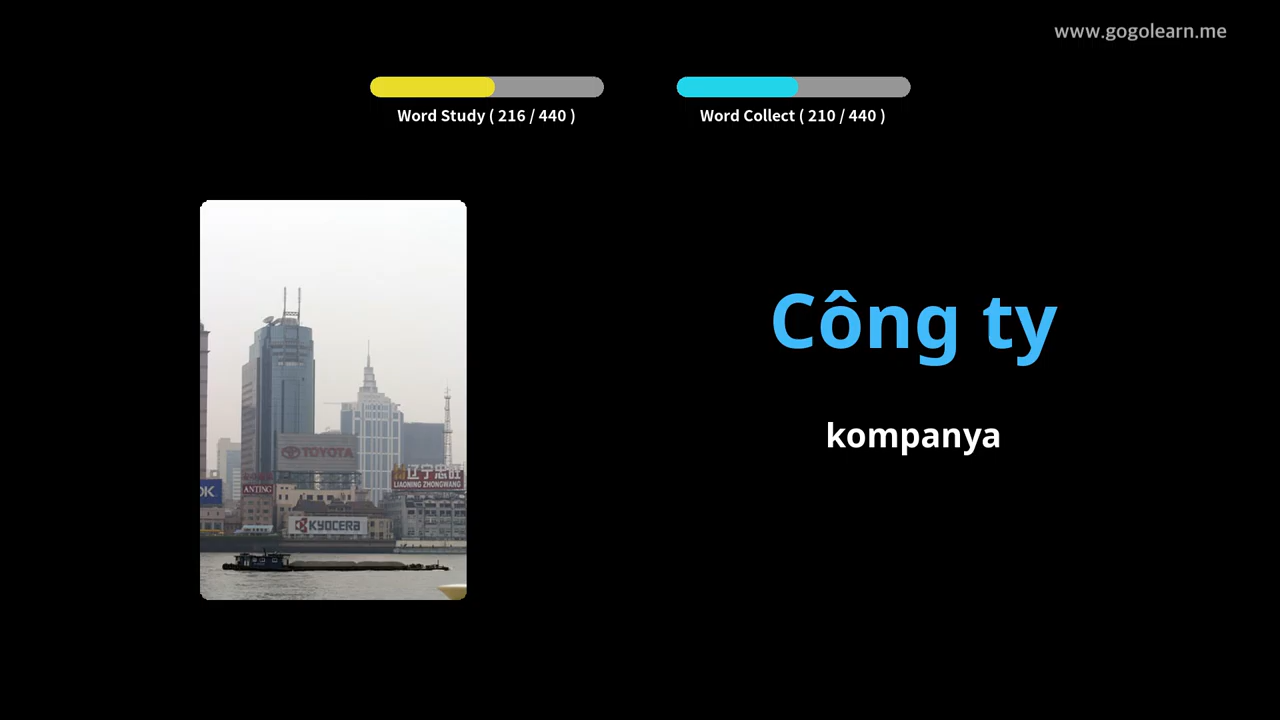 www.gogolearn.me
Word Study ( 216 / 440 )
Word Collect ( 210 / 440 )
Công ty
kompanya
TOYOTA
辽宁忠旺
LIAONING ZHONGWANG
OK
ANTING
KYOCERA